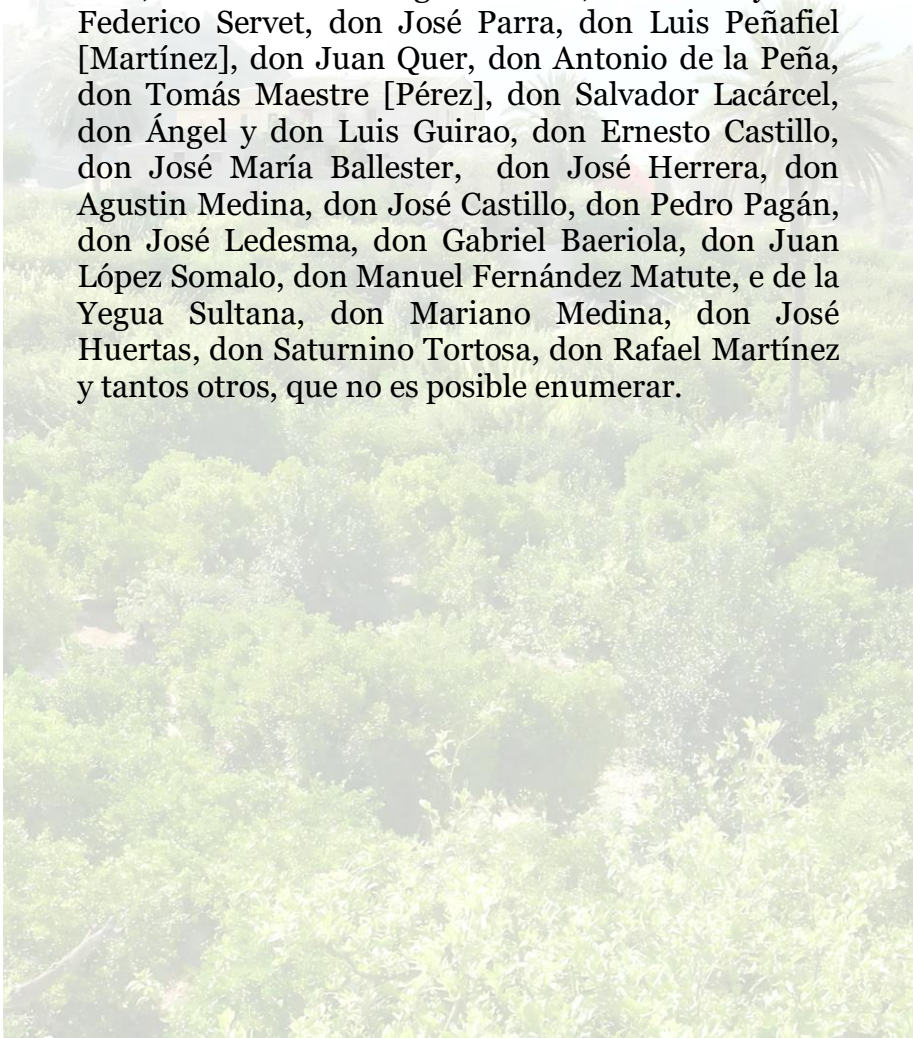 Federico Servet, don José Parra, don Luis Peñafiel
[Martínez], don Juan Quer, don Antonio de la Peña,
don Tomás Maestre [Pérez], don Salvador Lacárcel,
don Ángel y don Luis Guirao, don Ernesto Castillo,
don José María Ballester, don José Herrera, don
Agustin Medina, don José Castillo, don Pedro Pagán,
don José Ledesma, don Gabriel Baeriola, don Juan
López Somalo, don Manuel Fernández Matute, e de la
Yegua Sultana, don Mariano Medina, don José
Huertas, don Saturnino Tortosa, don Rafael Martínez
y tantos otros, que no es posible enumerar.